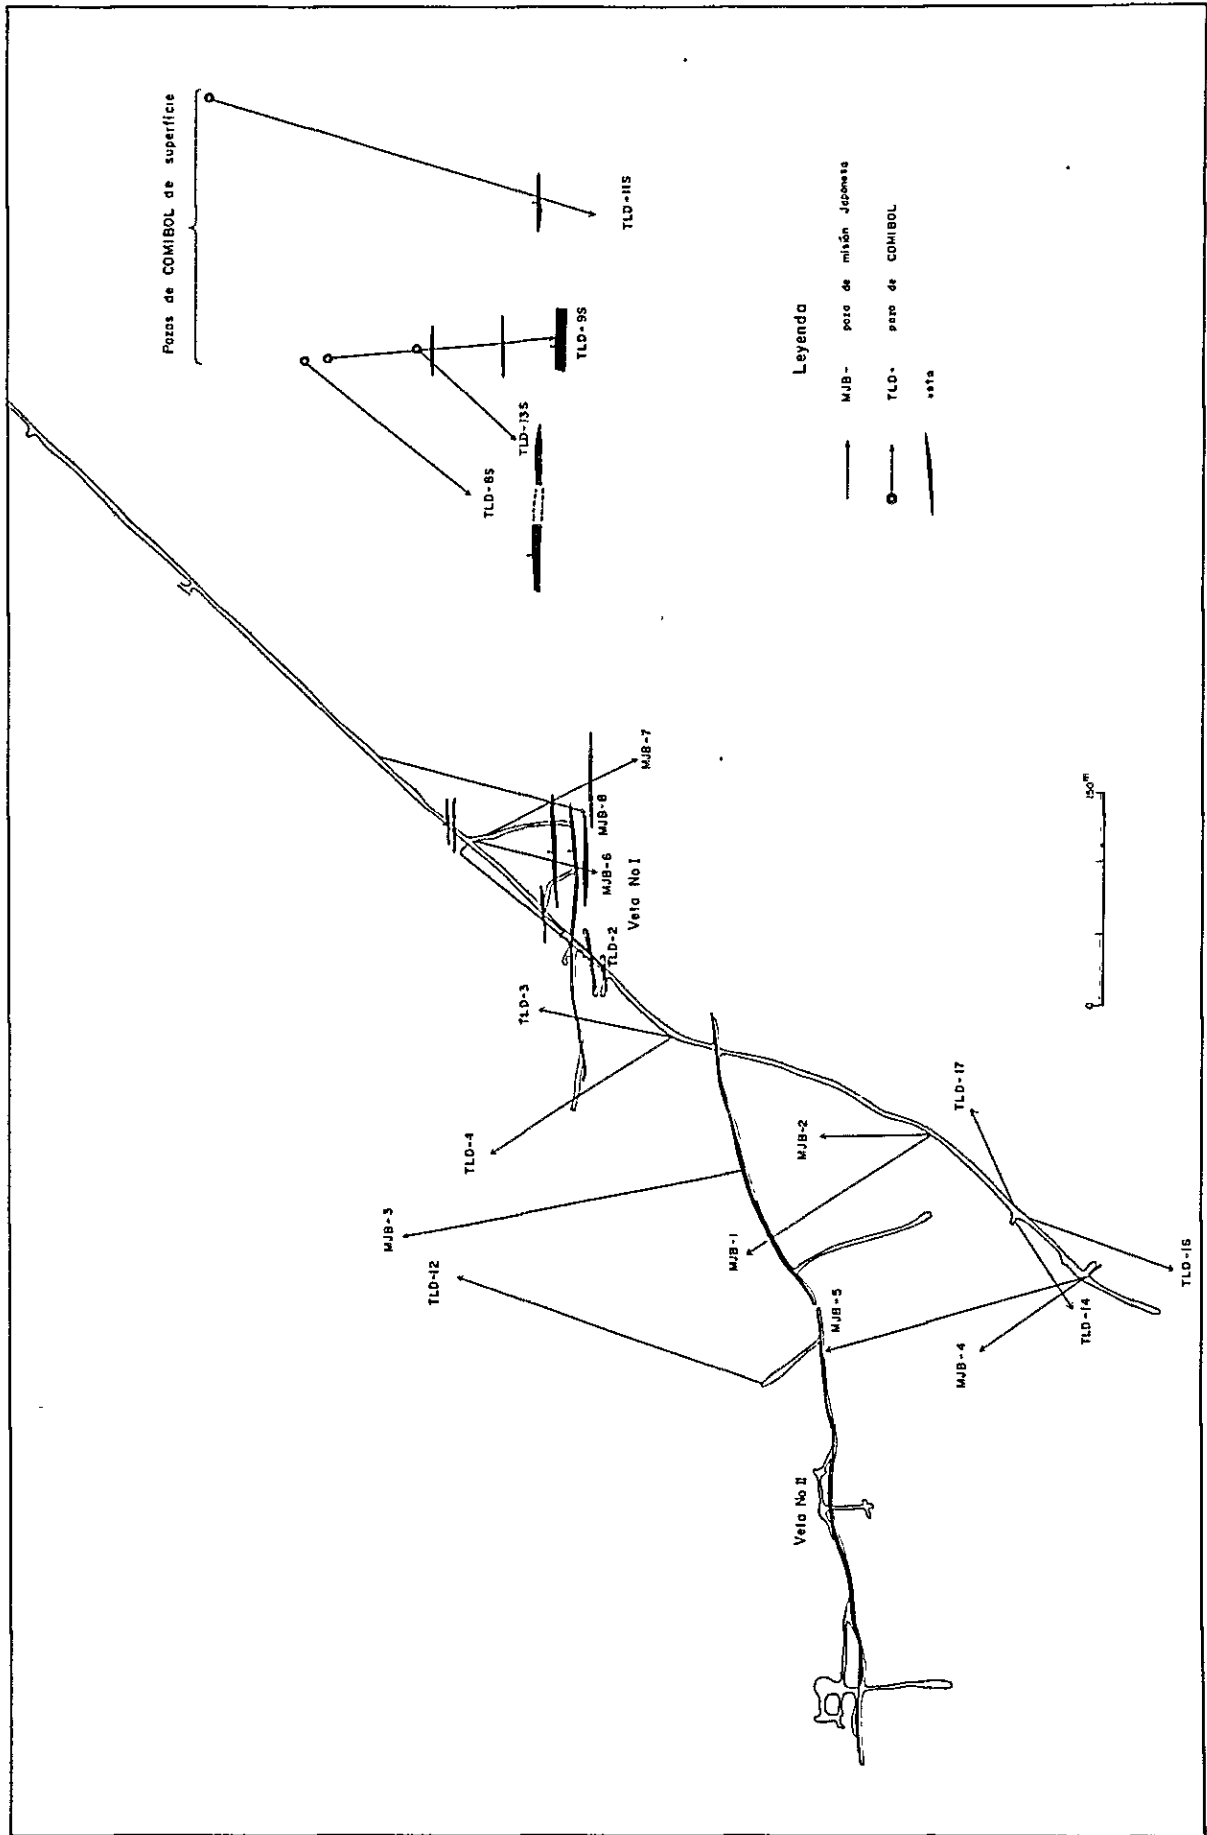 Pozos de COMIBOL de superficie
TLD-11S
TLD-9S
TLD-13S
TLD-8S
Leyenda
MJB- pozo de misión Japonesa
TLD- pozo de COMIBOL
veta
MJB-7
MJB-8
MJB-6
Veta No I
TLD-2
TLD-3
TLD-4
MJB-3
TLD-12
MJB-1
MJB-2
TLD-17
MJB-5
MJB-4
TLD-14
Veta No II
0
150m